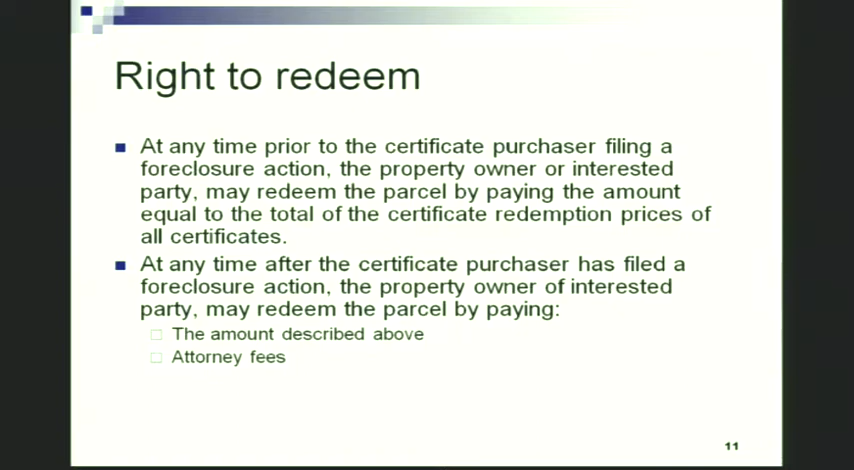 Right to redeem
At any time prior to the certificate purchaser filing a
foreclosure action, the property owner or interested
party, may redeem the parcel by paying the amount
equal to the total of the certificate redemption prices of
all certificates.
At any time after the certificate purchaser has filed a
foreclosure action, the property owner of interested
party, may redeem the parcel by paying:
The amount described above
Attorney fees
11